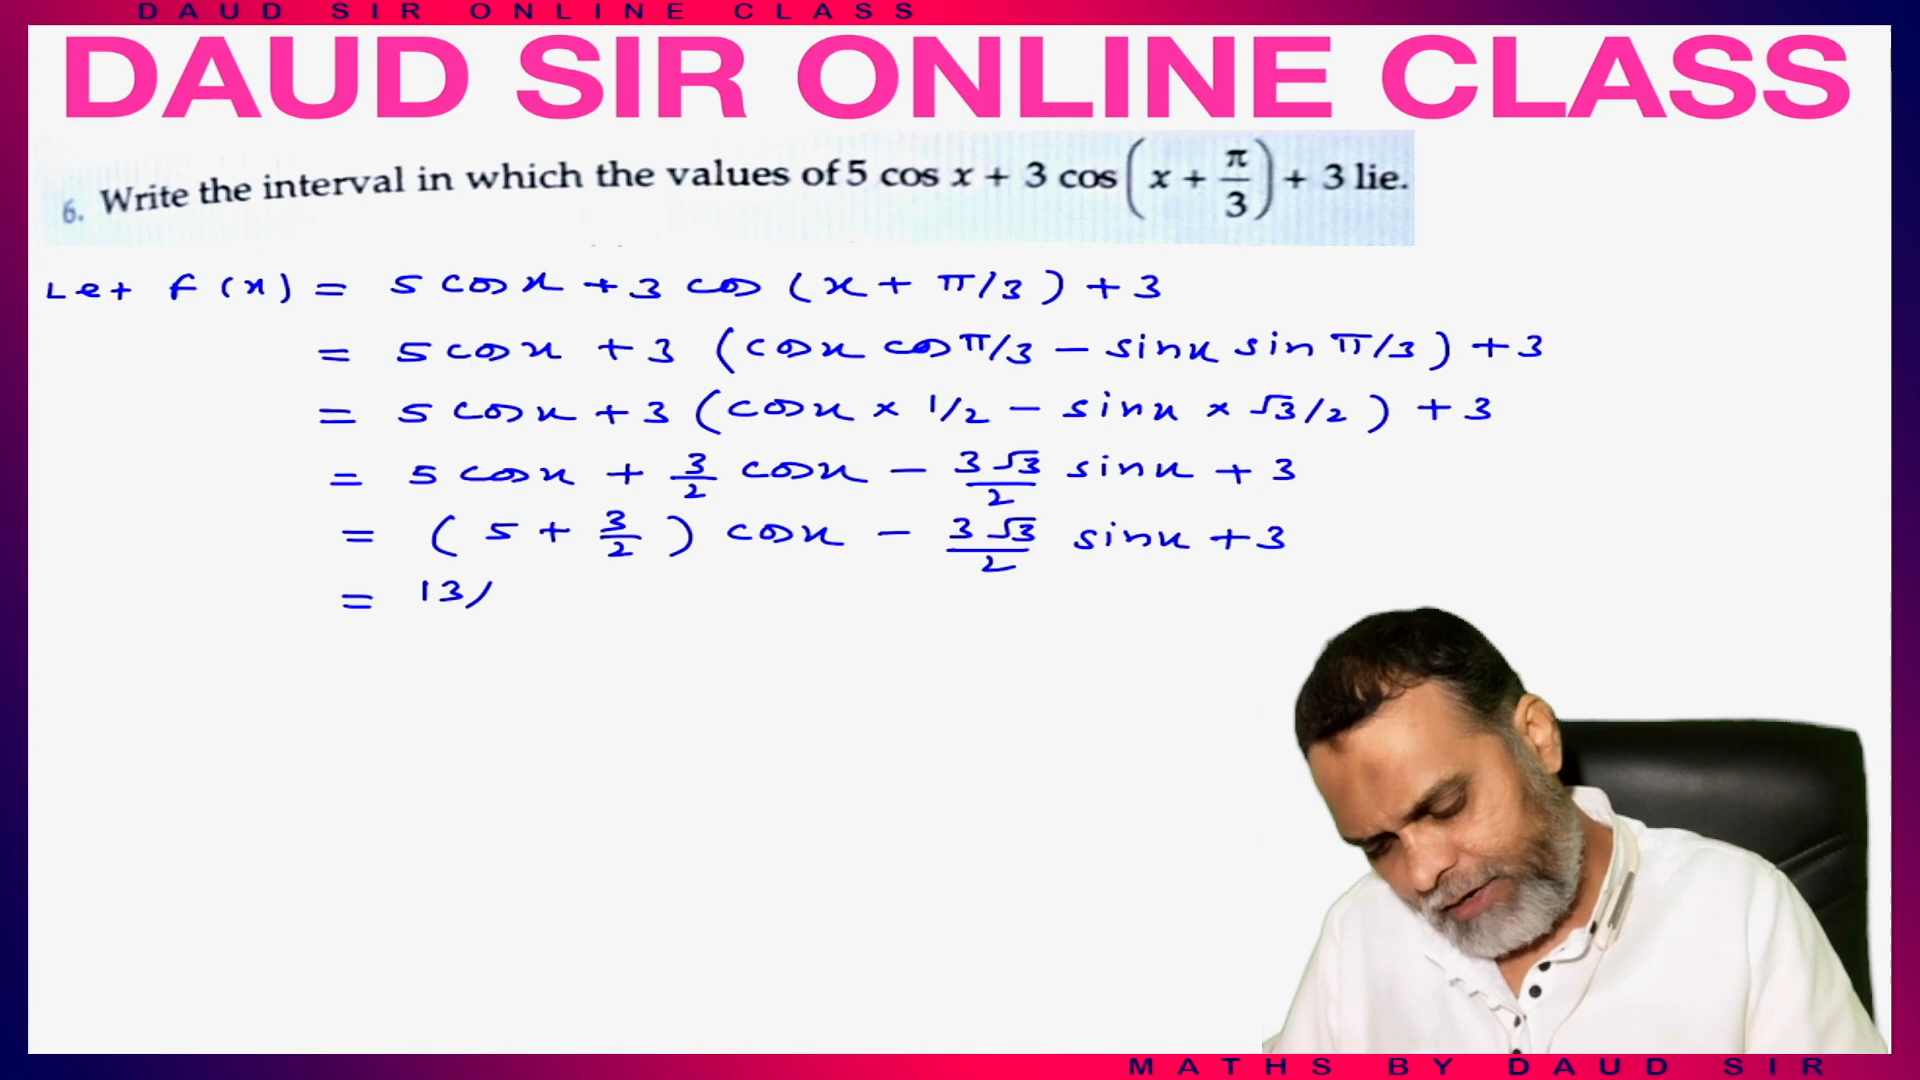 DAUD SIR ONLINE CLASS
DAUD SIR ONLINE CLASS
6. Write the interval in which the values of 5 cos x + 3 cos (x + π/3) + 3 lie.
Let f(x) = 5 cos x + 3 cos (x + π/3) + 3
= 5 cos x + 3 (cos x cos π/3 - sin x sin π/3) + 3
= 5 cos x + 3 (cos x × 1/2 - sin x × √3/2) + 3
= 5 cos x + 3/2 cos x - 3√3/2 sin x + 3
= (5 + 3/2) cos x - 3√3/2 sin x + 3
= 13/
MATHS BY DAUD SIR